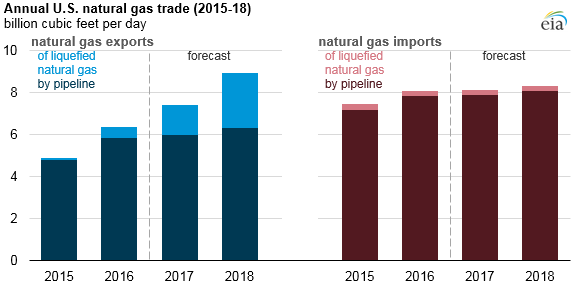 Annual U.S. natural gas trade (2015-18)
billion cubic feet per day
eia
natural gas exports
natural gas imports
of liquefied
natural gas
by pipeline
forecast
of liquefied
natural gas
by pipeline
forecast
10
8
6
4
2
0
2015 2016 2017 2018
2015 2016 2017 2018